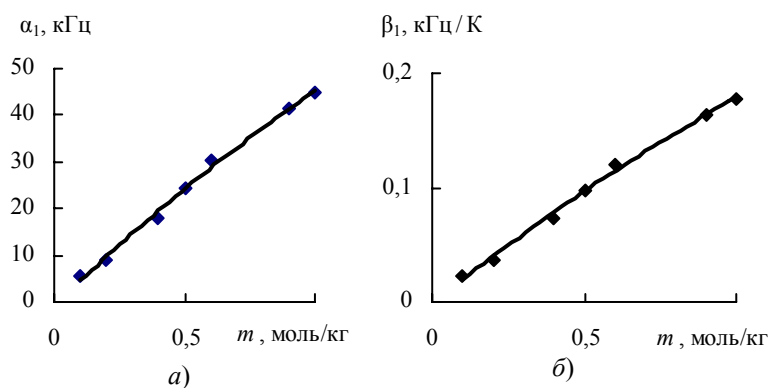 α₁, кГц
50
40
30
20
10
0
0
0,5
m , моль/кг
а)
β₁, кГц / К
0,2
0,1
0
0
0,5
m , моль/кг
б)